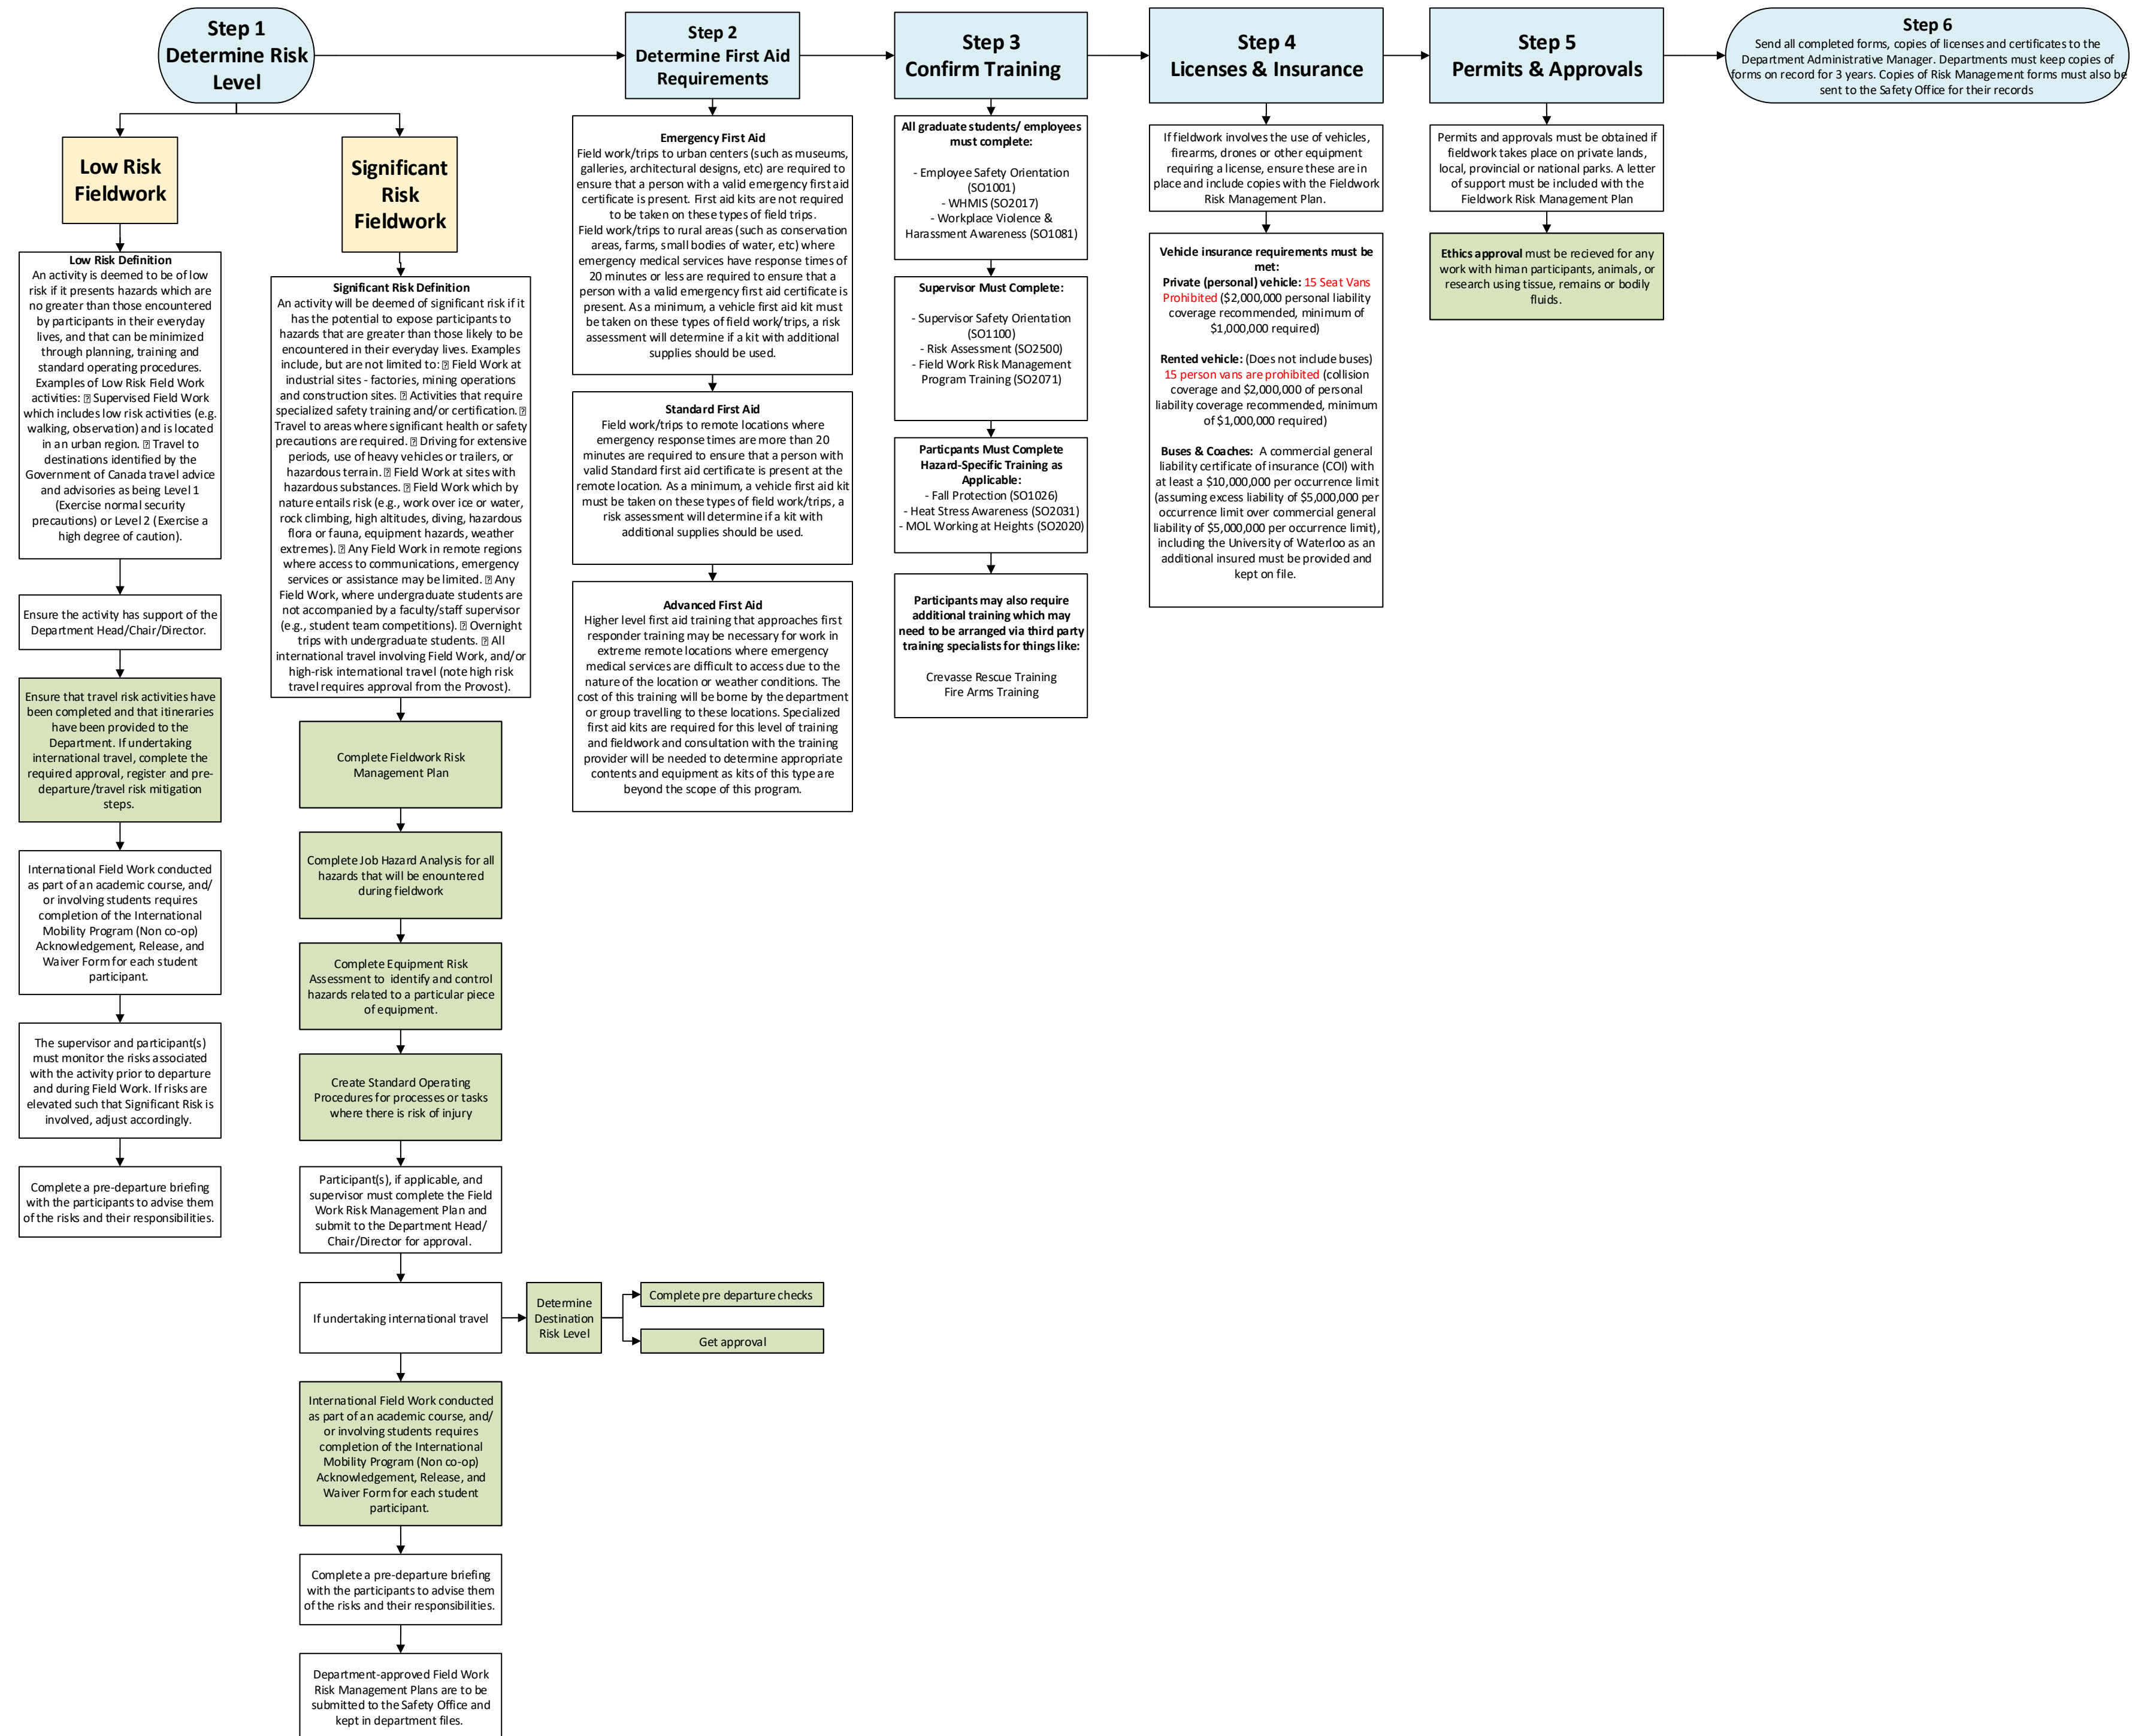 Step 1
Determine Risk
Level
Low Risk
Fieldwork
Low Risk Definition
An activity is deemed to be of low
risk if it presents hazards which are
no greater than those encountered
by participants in their everyday
lives, and that can be minimized
through planning, training and
standard operating procedures.
Examples of Low Risk Field Work
activities: ⍰ Supervised Field Work
which includes low risk activities (e.g.
walking, observation) and is located
in an urban region. ⍰ Travel to
destinations identified by the
Government of Canada travel advice
and advisories as being Level 1
(Exercise normal security
precautions) or Level 2 (Exercise a
high degree of caution).
Ensure the activity has support of the
Department Head/Chair/Director.
Ensure that travel risk activities have
been completed and that itineraries
have been provided to the
Department. If undertaking
international travel, complete the
required approval, register and pre-
departure/travel risk mitigation
steps.
International Field Work conducted
as part of an academic course, and/
or involving students requires
completion of the International
Mobility Program (Non co-op)
Acknowledgement, Release, and
Waiver Form for each student
participant.
The supervisor and participant(s)
must monitor the risks associated
with the activity prior to departure
and during Field Work. If risks are
elevated such that Significant Risk is
involved, adjust accordingly.
Complete a pre-departure briefing
with the participants to advise them
of the risks and their responsibilities.
Significant
Risk
Fieldwork
Significant Risk Definition
An activity will be deemed of significant risk if it
has the potential to expose participants to
hazards that are greater than those likely to be
encountered in their everyday lives. Examples
include, but are not limited to: ⍰ Field Work at
industrial sites - factories, mining operations
and construction sites. ⍰ Activities that require
specialized safety training and/or certification. ⍰
Travel to areas where significant health or safety
precautions are required. ⍰ Driving for extensive
periods, use of heavy vehicles or trailers, or
hazardous terrain. ⍰ Field Work at sites with
hazardous substances. ⍰ Field Work which by
nature entails risk (e.g., work over ice or water,
rock climbing, high altitudes, diving, hazardous
flora or fauna, equipment hazards, weather
extremes). ⍰ Any Field Work in remote regions
where access to communications, emergency
services or assistance may be limited. ⍰ Any
Field Work, where undergraduate students are
not accompanied by a faculty/staff supervisor
(e.g., student team competitions). ⍰ Overnight
trips with undergraduate students. ⍰ All
international travel involving Field Work, and/or
high-risk international travel (note high risk
travel requires approval from the Provost).
Complete Fieldwork Risk
Management Plan
Complete Job Hazard Analysis for all
hazards that will be enountered
during fieldwork
Complete Equipment Risk
Assessment to identify and control
hazards related to a particular piece
of equipment.
Create Standard Operating
Procedures for processes or tasks
where there is risk of injury
Participant(s), if applicable, and
supervisor must complete the Field
Work Risk Management Plan and
submit to the Department Head/
Chair/Director for approval.
If undertaking international travel
Determine
Destination
Risk Level
Complete pre departure checks
Get approval
International Field Work conducted
as part of an academic course, and/
or involving students requires
completion of the International
Mobility Program (Non co-op)
Acknowledgement, Release, and
Waiver Form for each student
participant.
Complete a pre-departure briefing
with the participants to advise them
of the risks and their responsibilities.
Department-approved Field Work
Risk Management Plans are to be
submitted to the Safety Office and
kept in department files.
Step 2
Determine First Aid
Requirements
Emergency First Aid
Field work/trips to urban centers (such as museums,
galleries, architectural designs, etc) are required to
ensure that a person with a valid emergency first aid
certificate is present. First aid kits are not required
to be taken on these types of field trips.
Field work/trips to rural areas (such as conservation
areas, farms, small bodies of water, etc) where
emergency medical services have response times of
20 minutes or less are required to ensure that a
person with a valid emergency first aid certificate is
present. As a minimum, a vehicle first aid kit must
be taken on these types of field work/trips, a risk
assessment will determine if a kit with additional
supplies should be used.
Standard First Aid
Field work/trips to remote locations where
emergency response times are more than 20
minutes are required to ensure that a person with
valid Standard first aid certificate is present at the
remote location. As a minimum, a vehicle first aid kit
must be taken on these types of field work/trips, a
risk assessment will determine if a kit with
additional supplies should be used.
Advanced First Aid
Higher level first aid training that approaches first
responder training may be necessary for work in
extreme remote locations where emergency
medical services are difficult to access due to the
nature of the location or weather conditions. The
cost of this training will be borne by the department
or group travelling to these locations. Specialized
first aid kits are required for this level of training
and fieldwork and consultation with the training
provider will be needed to determine appropriate
contents and equipment as kits of this type are
beyond the scope of this program.
Step 3
Confirm Training
All graduate students/ employees
must complete:
- Employee Safety Orientation
(SO1001)
- WHMIS (SO2017)
- Workplace Violence &
Harassment Awareness (SO1081)
Supervisor Must Complete:
- Supervisor Safety Orientation
(SO1100)
- Risk Assessment (SO2500)
- Field Work Risk Management
Program Training (SO2071)
Particpants Must Complete
Hazard-Specific Training as
Applicable:
- Fall Protection (SO1026)
- Heat Stress Awareness (SO2031)
- MOL Working at Heights (SO2020)
Participants may also require
additional training which may
need to be arranged via third party
training specialists for things like:
Crevasse Rescue Training
Fire Arms Training
Step 4
Licenses & Insurance
If fieldwork involves the use of vehicles,
firearms, drones or other equipment
requiring a license, ensure these are in
place and include copies with the Fieldwork
Risk Management Plan.
Vehicle insurance requirements must be
met:
Private (personal) vehicle: 15 Seat Vans
Prohibited ($2,000,000 personal liability
coverage recommended, minimum of
$1,000,000 required)
Rented vehicle: (Does not include buses)
15 person vans are prohibited (collision
coverage and $2,000,000 of personal
liability coverage recommended, minimum
of $1,000,000 required)
Buses & Coaches: A commercial general
liability certificate of insurance (COI) with
at least a $10,000,000 per occurrence limit
(assuming excess liability of $5,000,000 per
occurrence limit over commercial general
liability of $5,000,000 per occurrence limit),
including the University of Waterloo as an
additional insured must be provided and
kept on file.
Step 5
Permits & Approvals
Permits and approvals must be obtained if
fieldwork takes place on private lands,
local, provincial or national parks. A letter
of support must be included with the
Fieldwork Risk Management Plan
Ethics approval must be recieved for any
work with himan participants, animals, or
research using tissue, remains or bodily
fluids.
Step 6
Send all completed forms, copies of licenses and certificates to the
Department Administrative Manager. Departments must keep copies of
forms on record for 3 years. Copies of Risk Management forms must also be
sent to the Safety Office for their records